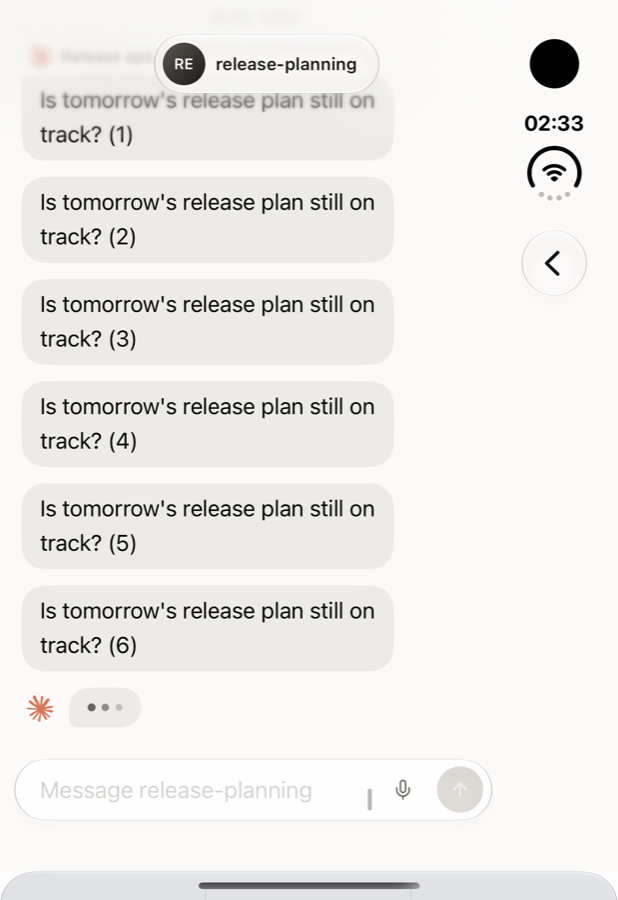 RE release-planning
02:33
Release ops
Is tomorrow's release plan still on
track? (1)
Is tomorrow's release plan still on
track? (2)
Is tomorrow's release plan still on
track? (3)
Is tomorrow's release plan still on
track? (4)
Is tomorrow's release plan still on
track? (5)
Is tomorrow's release plan still on
track? (6)
Message release-planning